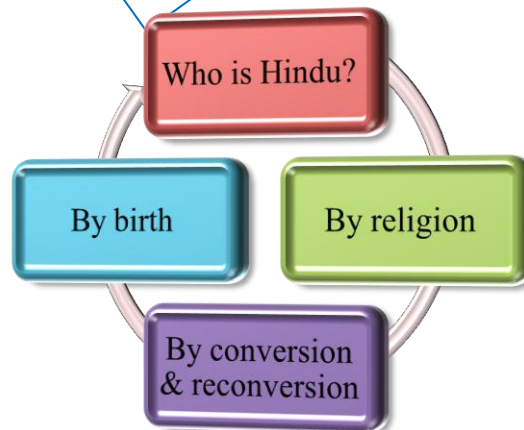 Who is Hindu?
By religion
By conversion
& reconversion
By birth